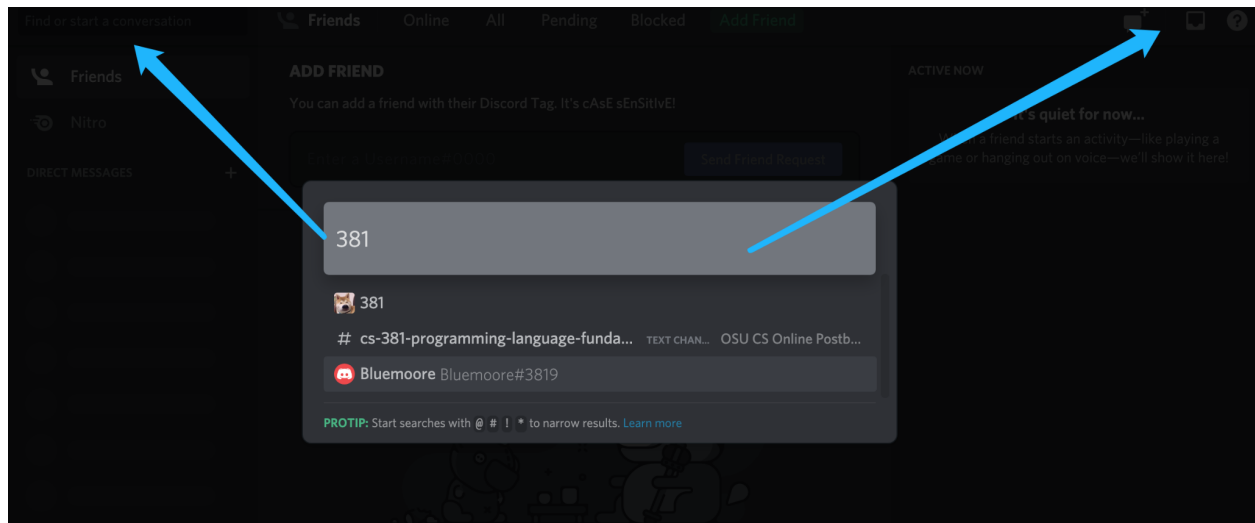 Find or start a conversation
Friends Online All Pending Blocked Add Friend
Friends
Nitro
DIRECT MESSAGES +
ADD FRIEND
You can add a friend with their Discord Tag. It's cAsE sEnSitIvE!
Send Friend Request
ACTIVE NOW
It's quiet for now...
When a friend starts an activity—like playing a
game or hanging out on voice—we'll show it here!
381
381
# cs-381-programming-language-funda... TEXT CHAN... OSU CS Online Postb...
Bluemoore Bluemoore#3819
PROTIP: Start searches with @ # ! * to narrow results. Learn more